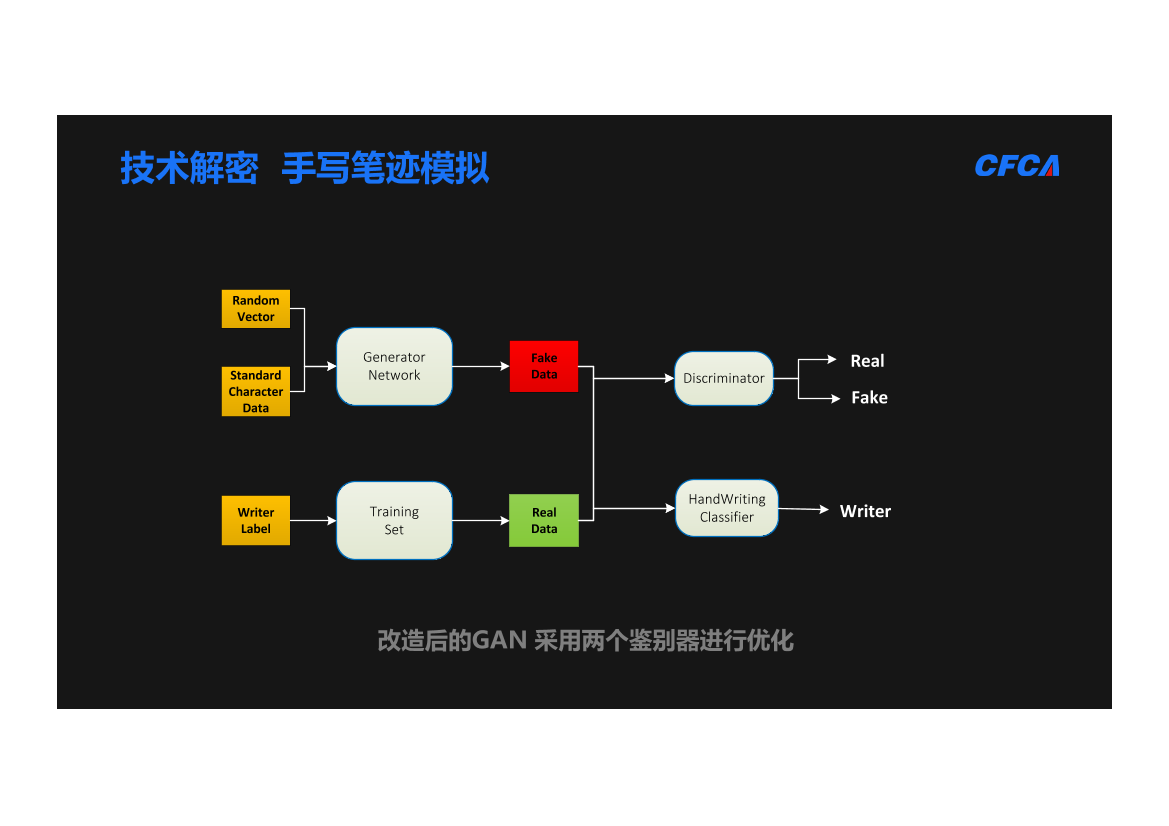 技术解密 手写笔迹模拟
CFCA
Random
Vector
Standard
Character
Data
Generator
Network
Fake
Data
Discriminator
Real
Fake
Writer
Label
Training
Set
Real
Data
HandWriting
Classifier
Writer
改造后的GAN 采用两个鉴别器进行优化